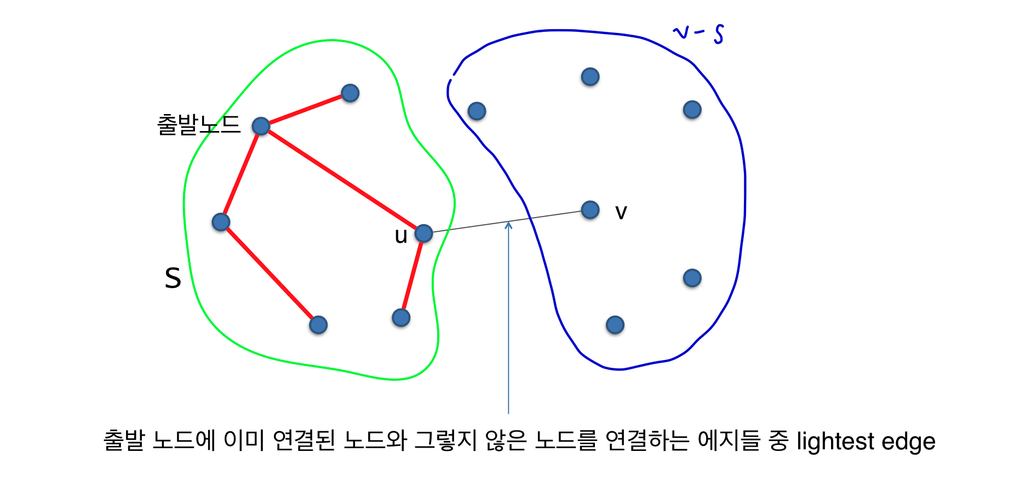 v - s
출발노드
v
u
S
출발 노드에 이미 연결된 노드와 그렇지 않은 노드를 연결하는 에지들 중 lightest edge